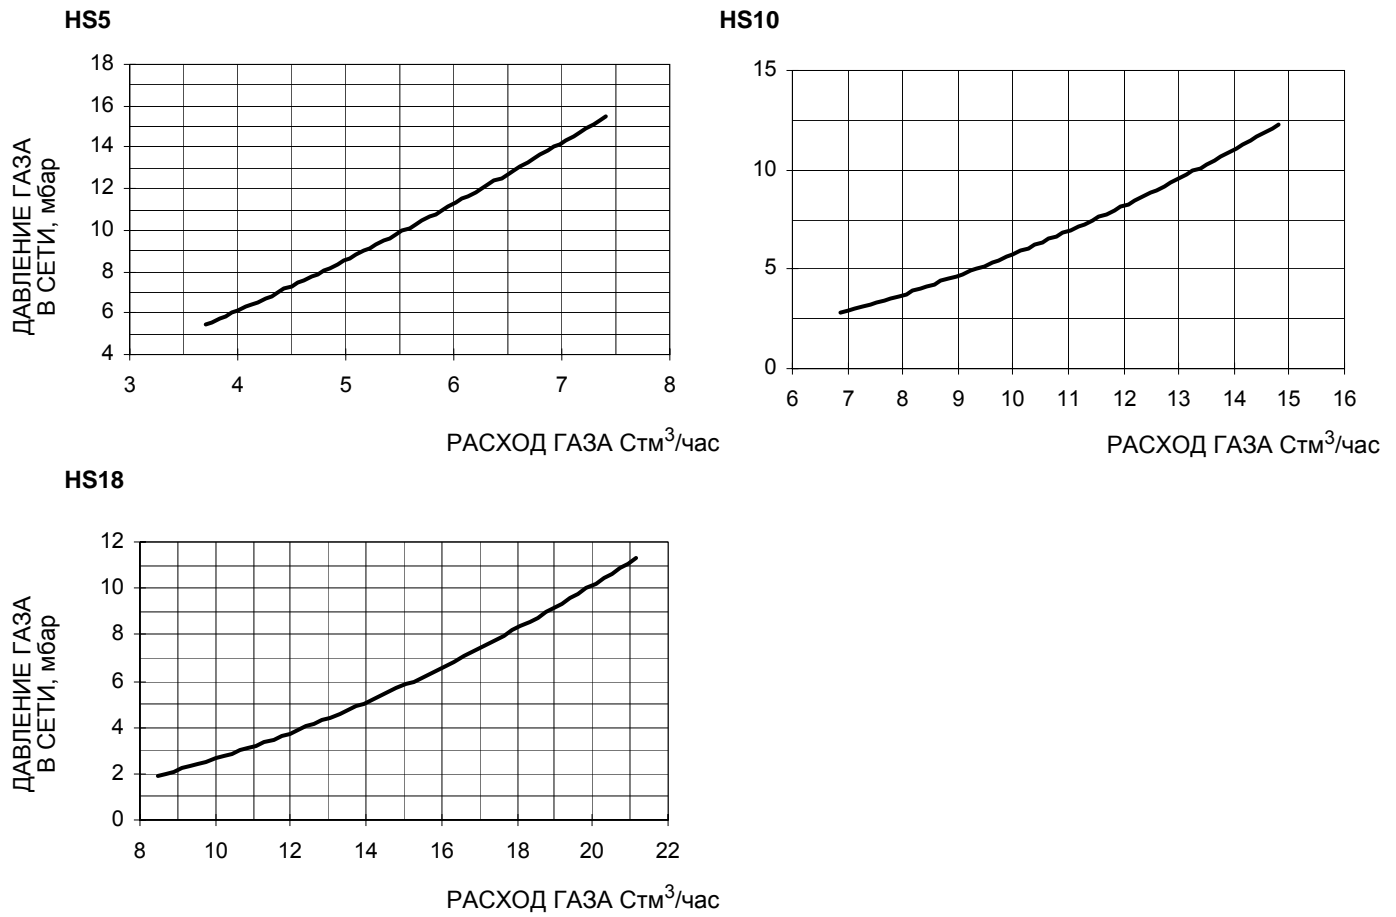 HS5
18
16
14
12
10
8
6
4
3 4 5 6 7 8
ДАВЛЕНИЕ ГАЗА
В СЕТИ, мбар
РАСХОД ГАЗА Стм³/час
HS10
15
10
5
0
6 7 8 9 10 11 12 13 14 15 16
РАСХОД ГАЗА Стм³/час
HS18
12
10
8
6
4
2
0
8 10 12 14 16 18 20 22
ДАВЛЕНИЕ ГАЗА
В СЕТИ, мбар
РАСХОД ГАЗА Стм³/час